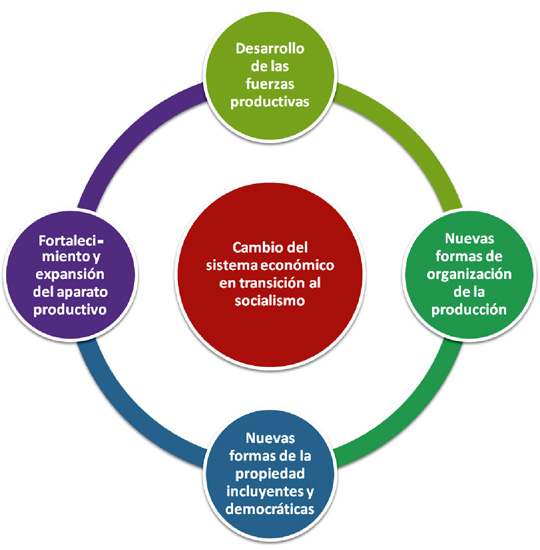 Desarrollo
de las
fuerzas
productivas
Nuevas
formas de
organización
de la
producción
Nuevas
formas de la
propiedad
incluyentes y
democráticas
Fortaleci-
miento y
expansión
del aparato
productivo
Cambio del
sistema económico
en transición al
socialismo